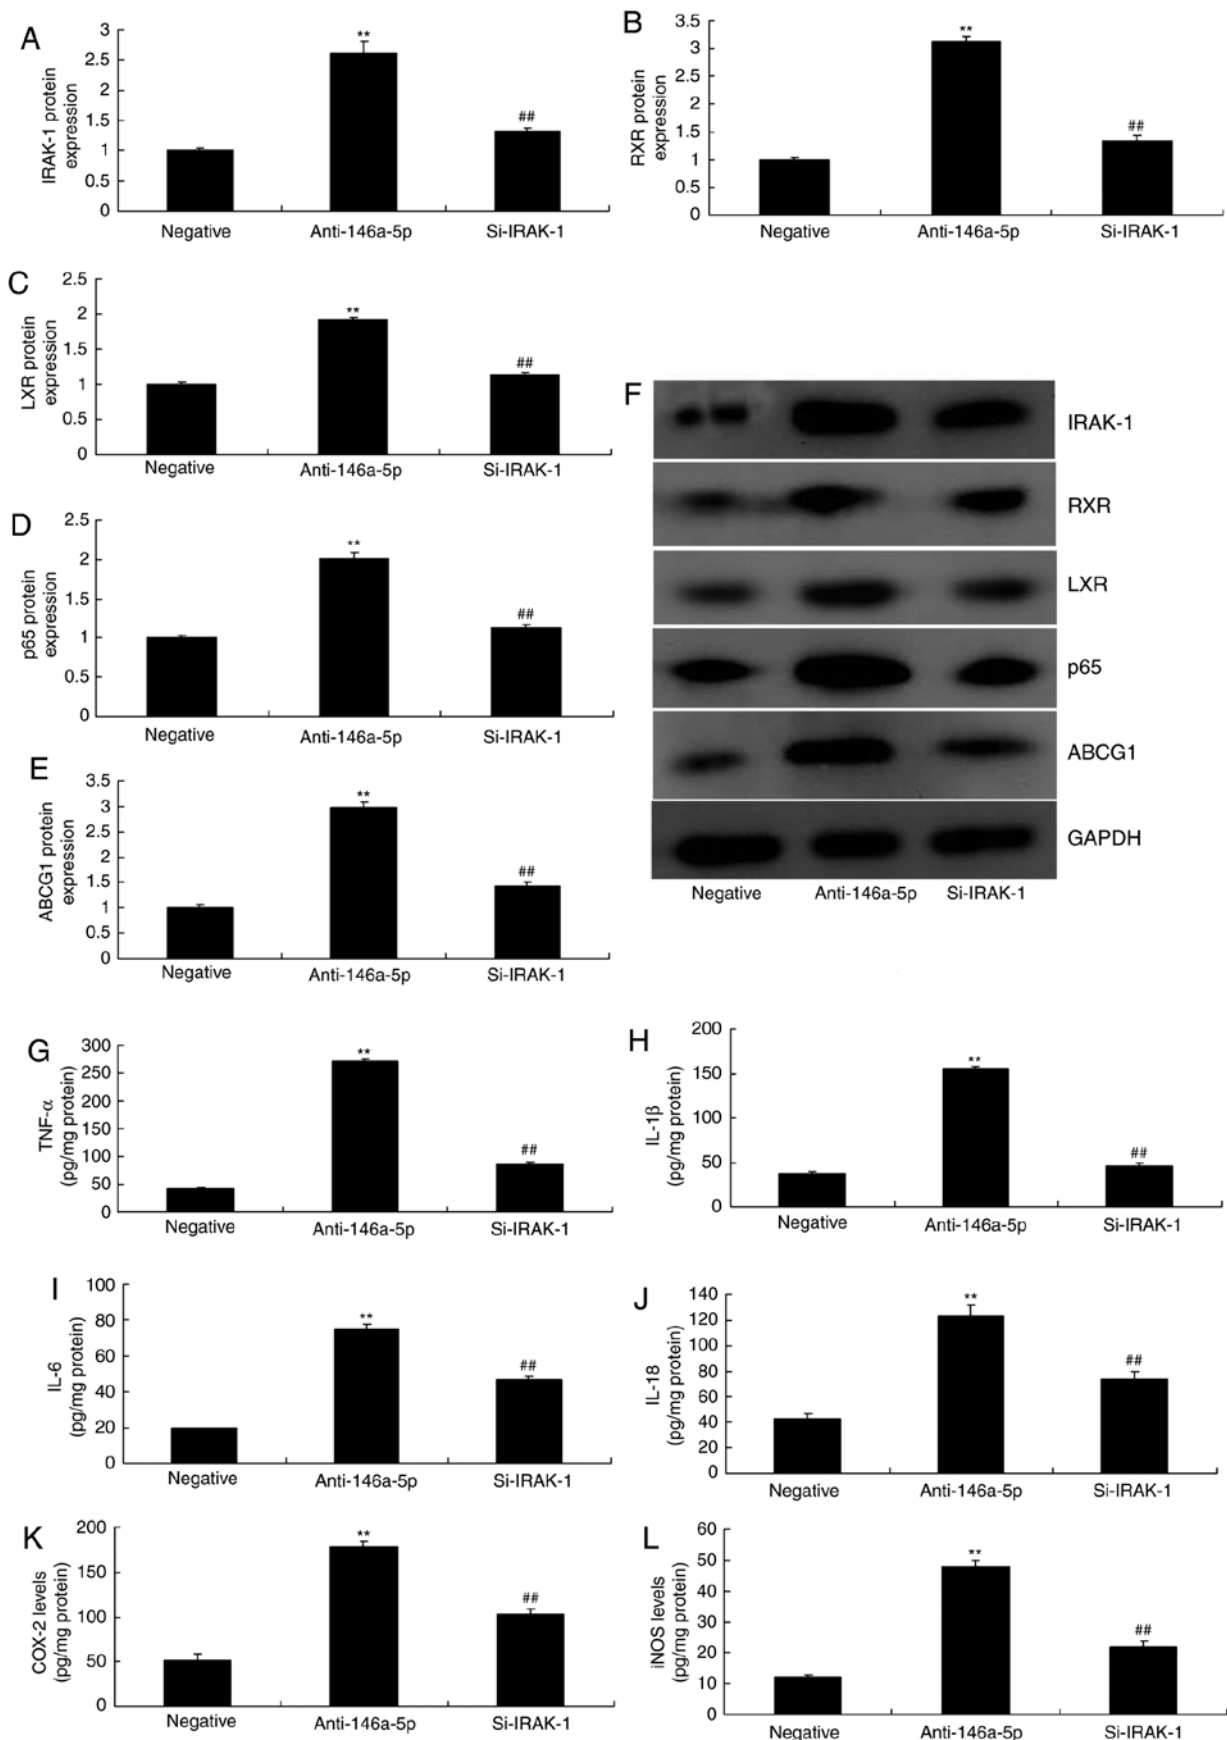 A
IRAK-1 protein
expression
3
2.5
2
1.5
1
0.5
0
**
##
Negative Anti-146a-5p Si-IRAK-1
B
RXR protein
expression
3.5
3
2.5
2
1.5
1
0.5
0
**
##
Negative Anti-146a-5p Si-IRAK-1
C
LXR protein
expression
2.5
2
1.5
1
0.5
0
**
##
Negative Anti-146a-5p Si-IRAK-1
D
p65 protein
expression
2.5
2
1.5
1
0.5
0
**
##
Negative Anti-146a-5p Si-IRAK-1
E
ABCG1 protein
expression
3.5
3
2.5
2
1.5
1
0.5
0
**
##
Negative Anti-146a-5p Si-IRAK-1
F
IRAK-1
RXR
LXR
p65
ABCG1
GAPDH
Negative Anti-146a-5p Si-IRAK-1
G
TNF-α
(pg/mg protein)
300
250
200
150
100
50
0
**
##
Negative Anti-146a-5p Si-IRAK-1
H
IL-1β
(pg/mg protein)
200
150
100
50
0
**
##
Negative Anti-146a-5p Si-IRAK-1
I
IL-6
(pg/mg protein)
100
80
60
40
20
0
**
##
Negative Anti-146a-5p Si-IRAK-1
J
IL-18
(pg/mg protein)
140
120
100
80
60
40
20
0
**
##
Negative Anti-146a-5p Si-IRAK-1
K
COX-2 levels
(pg/mg protein)
200
150
100
50
0
**
##
Negative Anti-146a-5p Si-IRAK-1
L
iNOS levels
(pg/mg protein)
60
50
40
30
20
10
0
**
##
Negative Anti-146a-5p Si-IRAK-1